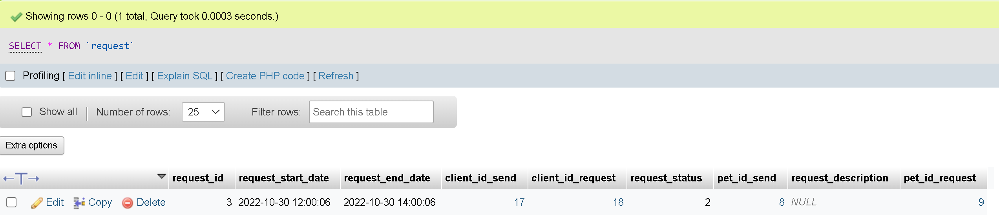 Showing rows 0 - 0 (1 total, Query took 0.0003 seconds.)
SELECT * FROM `request`
Profiling [ Edit inline ] [ Edit ] [ Explain SQL ] [ Create PHP code ] [ Refresh ]
Show all | Number of rows: 25 Filter rows: Search this table
Extra options
←T→ request_id request_start_date request_end_date client_id_send client_id_request request_status pet_id_send request_description pet_id_request
Edit Copy Delete 3 2022-10-30 12:00:06 2022-10-30 14:00:06 17 18 2 8 NULL 9